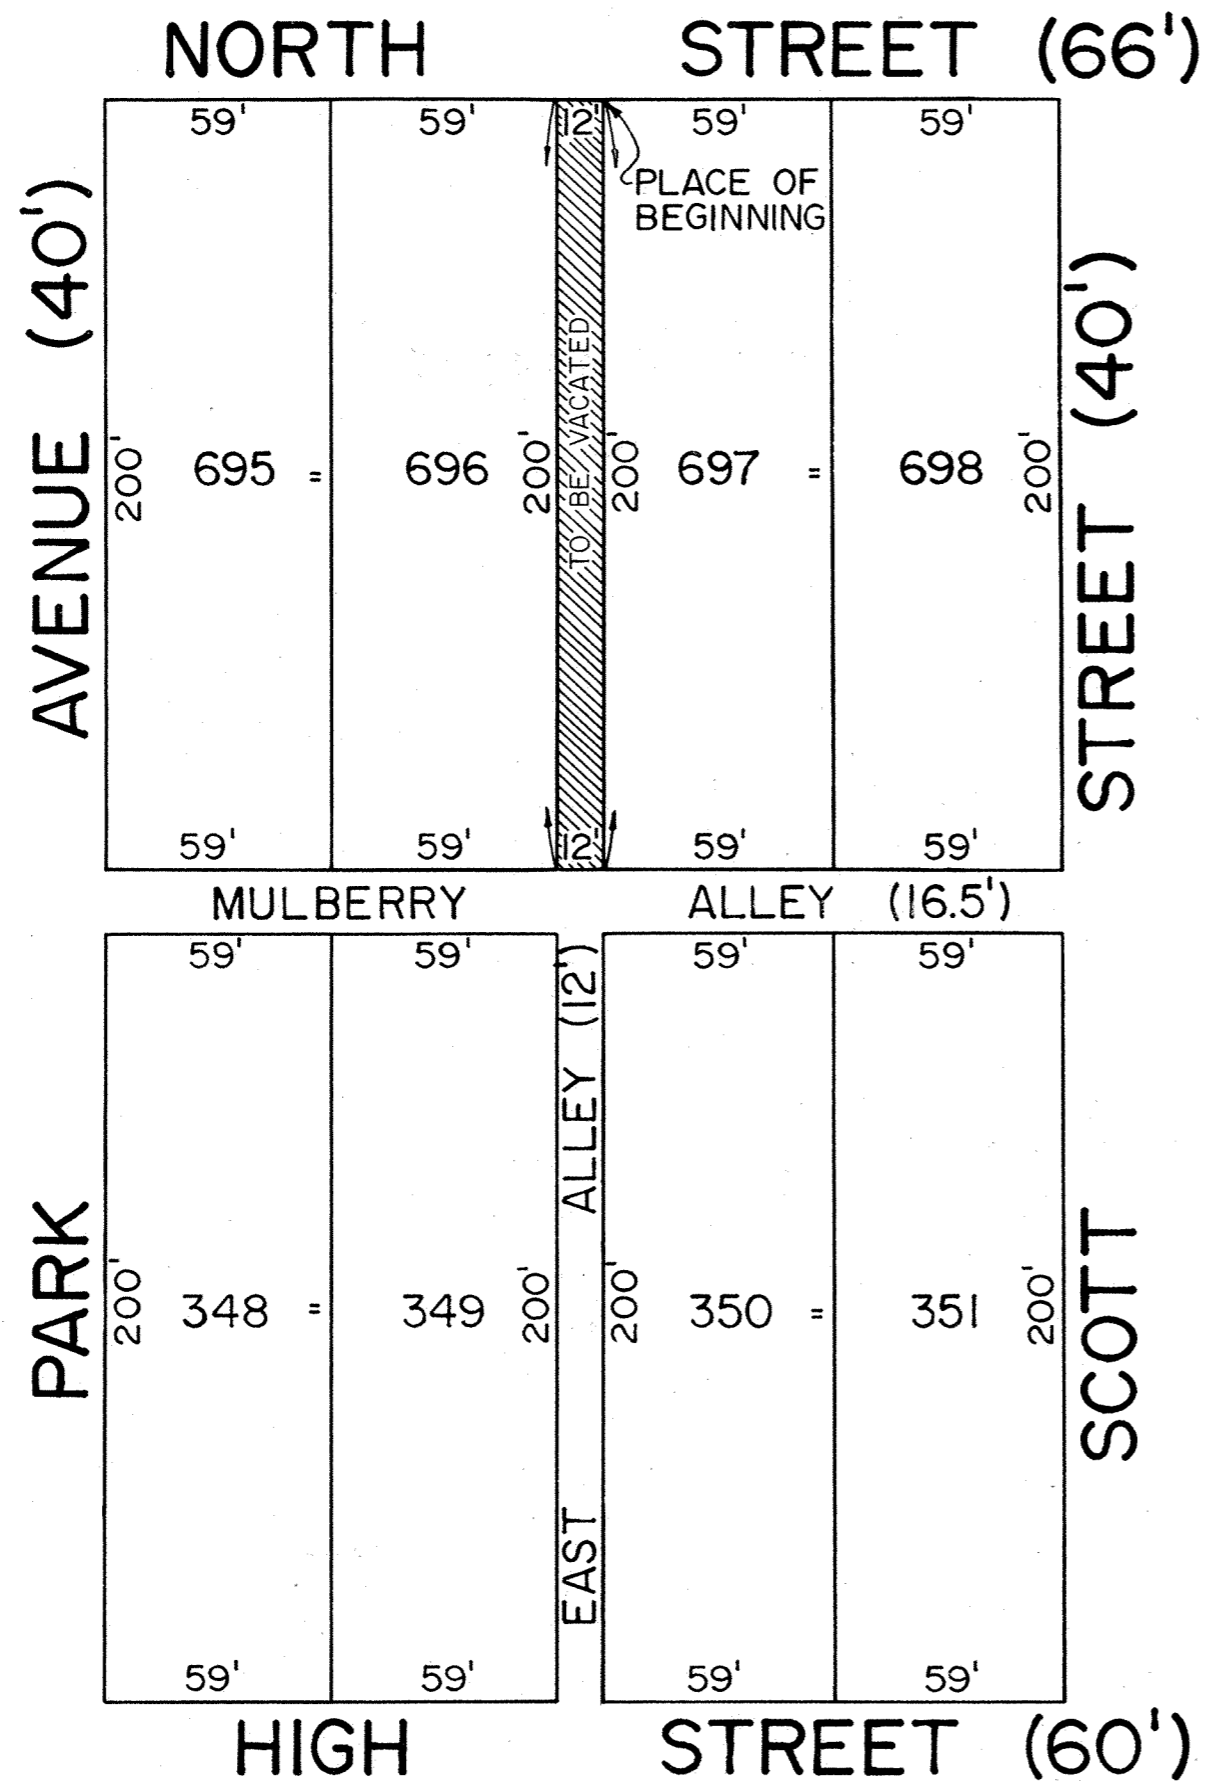 NORTH STREET (66')
59' 59' 12' 59' 59'
PLACE OF
BEGINNING
AVENUE (40')
STREET (40')
TO BE VACATED
200' 695 = 696 200' 200' 697 = 698 200'
59' 59' 12' 59' 59'
MULBERRY ALLEY (16.5')
59' 59' 59' 59'
EAST ALLEY (12')
PARK
SCOTT
200' 348 = 349 200' 200' 350 = 351 200'
59' 59' 59' 59'
HIGH STREET (60')